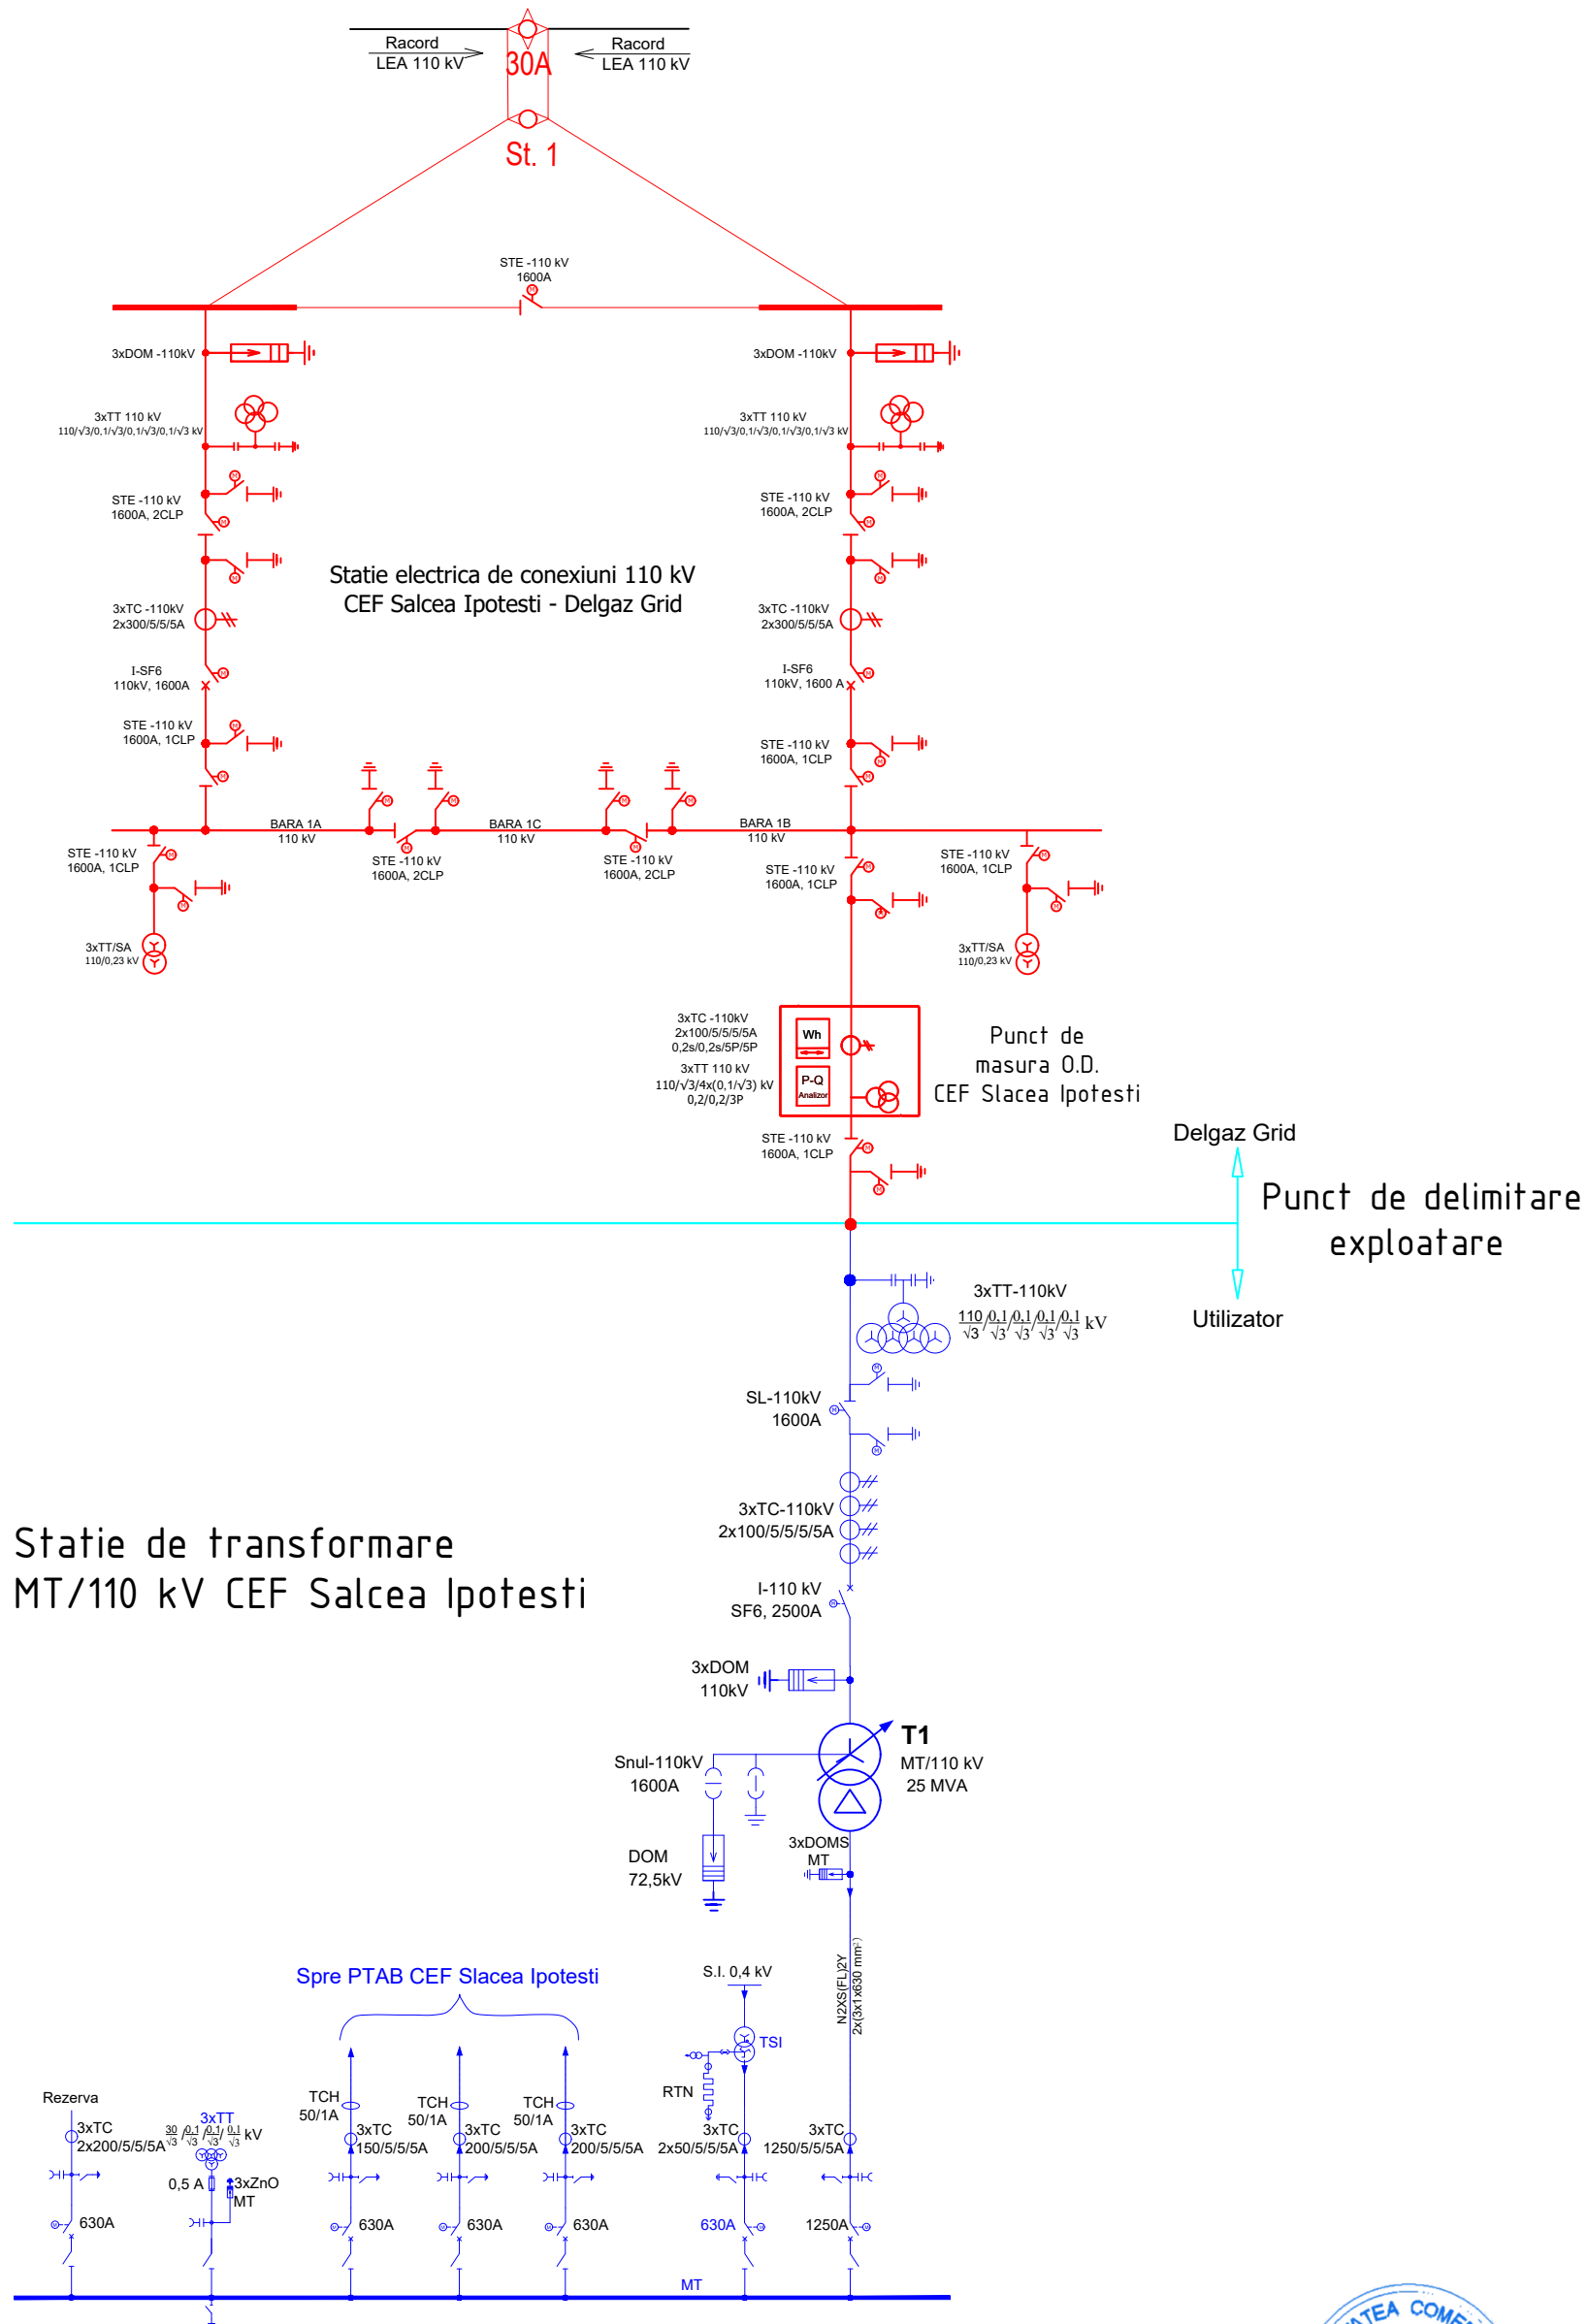 Racord
LEA 110 kV
Racord
LEA 110 kV
30A
St. 1
STE -110 kV
1600A
M
3xDOM -110kV
3xDOM -110kV
3xTT 110 kV
110/√3/0,1/√3/0,1/√3/0,1/√3 kV
3xTT 110 kV
110/√3/0,1/√3/0,1/√3/0,1/√3 kV
STE -110 kV
1600A, 2CLP
STE -110 kV
1600A, 2CLP
Statie electrica de conexiuni 110 kV
CEF Salcea Ipotesti - Delgaz Grid
3xTC -110kV
2x300/5/5/5A
3xTC -110kV
2x300/5/5/5A
I-SF6
110kV, 1600A
I-SF6
110kV, 1600 A
STE -110 kV
1600A, 1CLP
STE -110 kV
1600A, 1CLP
BARA 1A
110 kV
BARA 1C
110 kV
BARA 1B
110 kV
STE -110 kV
1600A, 1CLP
STE -110 kV
1600A, 2CLP
STE -110 kV
1600A, 2CLP
STE -110 kV
1600A, 1CLP
STE -110 kV
1600A, 1CLP
3xTT/SA
110/0,23 kV
3xTT/SA
110/0,23 kV
3xTC -110kV
2x100/5/5/5/5A
0,2s/0,2s/5P/5P
3xTT 110 kV
110/√3/4x(0,1/√3) kV
0,2/0,2/3P
Wh
P-Q
Analizor
Punct de
masura O.D.
CEF Slacea Ipotesti
STE -110 kV
1600A, 1CLP
Delgaz Grid
Punct de delimitare
exploatare
Utilizator
3xTT-110kV
110/√3/0,1/√3/0,1/√3/0,1/√3/0,1/√3 kV
SL-110kV
1600A
3xTC-110kV
2x100/5/5/5/5A
Statie de transformare
MT/110 kV CEF Salcea Ipotesti
I-110 kV
SF6, 2500A
3xDOM
110kV
T1
MT/110 kV
25 MVA
Snul-110kV
1600A
3xDOMS
MT
DOM
72,5kV
N2XS(FL)2Y
2x(3x1x630 mm²)
Spre PTAB CEF Slacea Ipotesti
S.I. 0,4 kV
TSI
RTN
Rezerva
3xTC
2x200/5/5/5A
3xTT
30/√3/0,1/√3/0,1/√3/0,1/√3 kV
0,5 A
3xZnO
MT
TCH
50/1A
TCH
50/1A
TCH
50/1A
3xTC
150/5/5/5A
3xTC
200/5/5/5A
3xTC
200/5/5/5A
3xTC
2x50/5/5/5A
3xTC
1250/5/5/5A
630A
630A
630A
630A
630A
1250A
MT